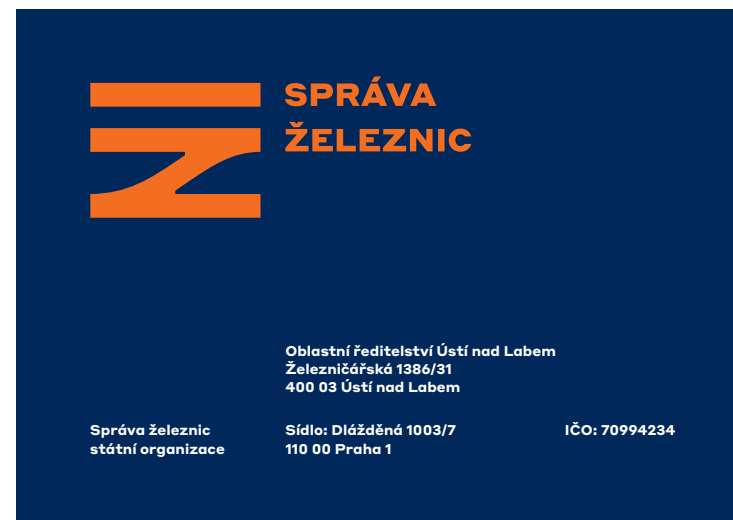 SPRÁVA
ŽELEZNIC
Oblastní ředitelství Ústí nad Labem
Železničářská 1386/31
400 03 Ústí nad Labem
Správa železnic
státní organizace
Sídlo: Dlážděná 1003/7
110 00 Praha 1
IČO: 70994234